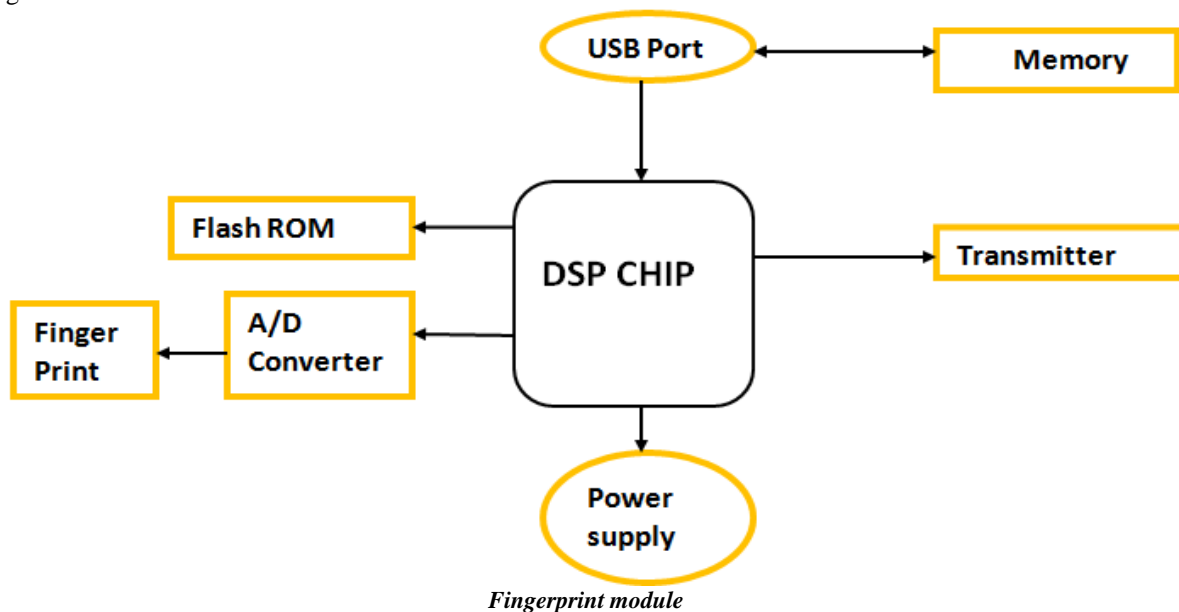 USB Port
Memory
Flash ROM
DSP CHIP
Transmitter
Finger
Print
A/D
Converter
Power
supply
Fingerprint module